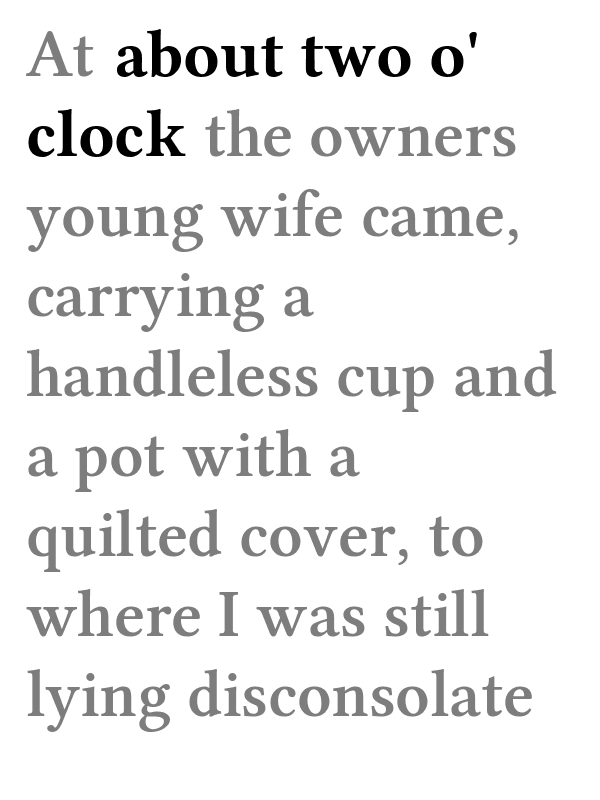 At about two o'
clock the owners
young wife came,
carrying a
handleless cup and
a pot with a
quilted cover, to
where I was still
lying disconsolate